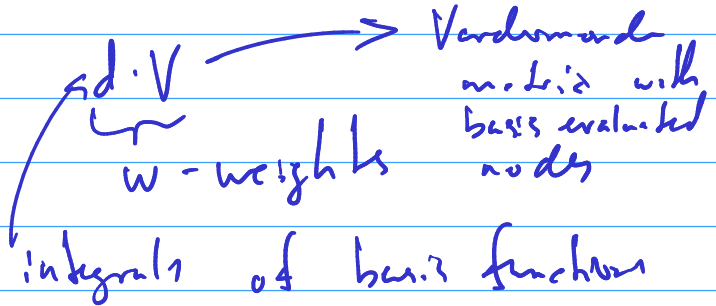 d · V
Vandermonde
matrix with
basis evaluated
nodes
w - weights
integrals of basis functions